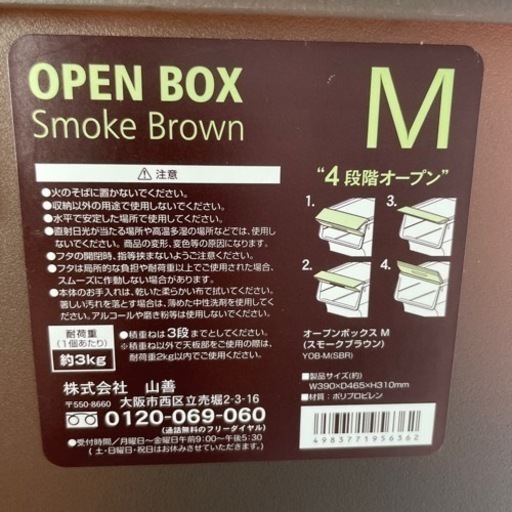 OPEN BOX
Smoke Brown
M
⚠ 注意
●火のそばに置かないでください。
●収納以外の用途で使用しないでください。
●水平で安定した場所で使用してください。
●直射日光が当たる場所や高温多湿の場所などでは、使用し
ないでください。商品の変形、変色等の原因になります。
●フタの開閉時、指等挟まないようご注意ください。
●フタは局所的な負担や耐荷重以上でご使用された場合、
スムーズに作動しない場合があります。
●本体のお手入れは、乾いた柔らかい布で拭いてください。
著しい汚れを落とす場合は、薄めた中性洗剤を使用してくだ
さい。アルコールや磨き粉等は使用しないでください。
耐荷重
(1個あたり)
約3kg
●積重ねは3段までとしてください。
●積重ね以外で天板部をご使用の際は、
耐荷重2kg以内でご使用ください。
株式会社 山善
〒550-8660 大阪市西区立売堀2-3-16
0120-069-060
(通話無料のフリーダイヤル)
●受付時間/月曜日〜金曜日午前9:00〜午後5:30
(土・日曜日・祝日はお休みさせていただきます。)
"4段階オープン"
1.
3.
2.
4.
オープンボックス M
(スモークブラウン)
YOB-M(SBR)
■製品サイズ(約)
W390×D465×H310mm
■材質:ポリプロピレン
4983771956362